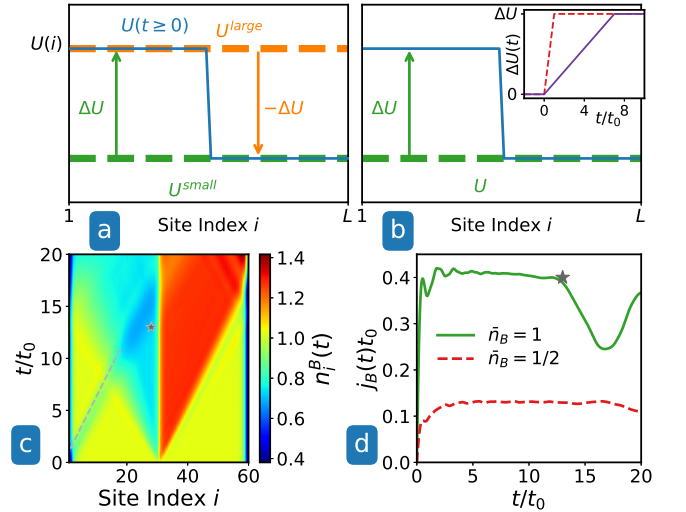 U(i)
U(t ≥ 0)
U^large
ΔU
−ΔU
U^small
1
L
Site Index i
a
ΔU
U
1
L
Site Index i
b
ΔU
0
ΔU(t)
0
8
t/t₀
20
15
10
5
0
t/t₀
20
40
60
Site Index i
c
1.4
1.2
1.0
0.8
0.6
0.4
n_i^B(t)
0.4
0.3
0.2
0.1
0.0
j_B(t)t₀
n̄_B = 1
n̄_B = 1/2
0
5
10
15
20
t/t₀
d